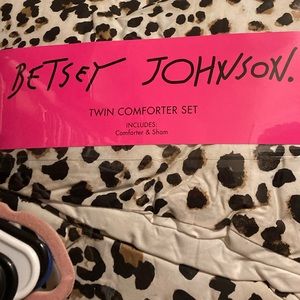 BETSEY JOHNSON.
TWIN COMFORTER SET
INCLUDES:
Comforter & Sham